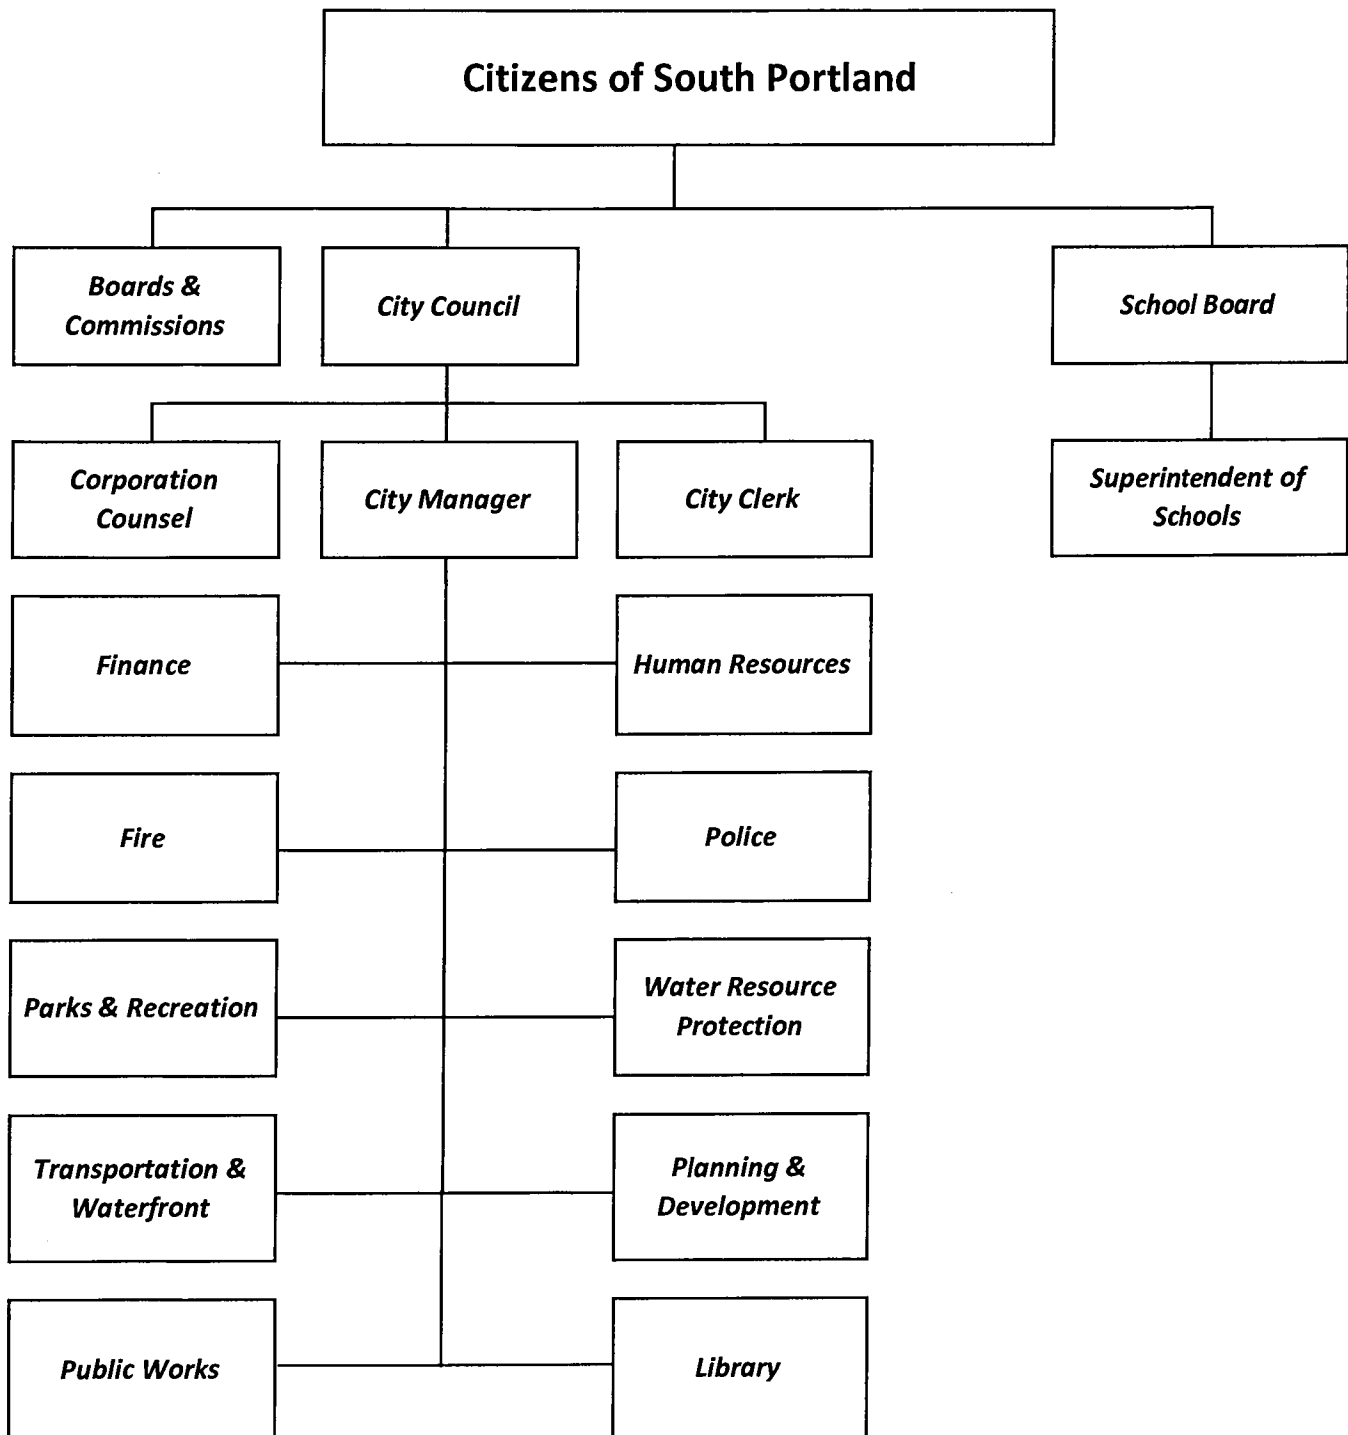 Citizens of South Portland
Boards &
Commissions
City Council
School Board
Corporation
Counsel
City Manager
City Clerk
Superintendent of
Schools
Finance
Human Resources
Fire
Police
Parks & Recreation
Water Resource
Protection
Transportation &
Waterfront
Planning &
Development
Public Works
Library